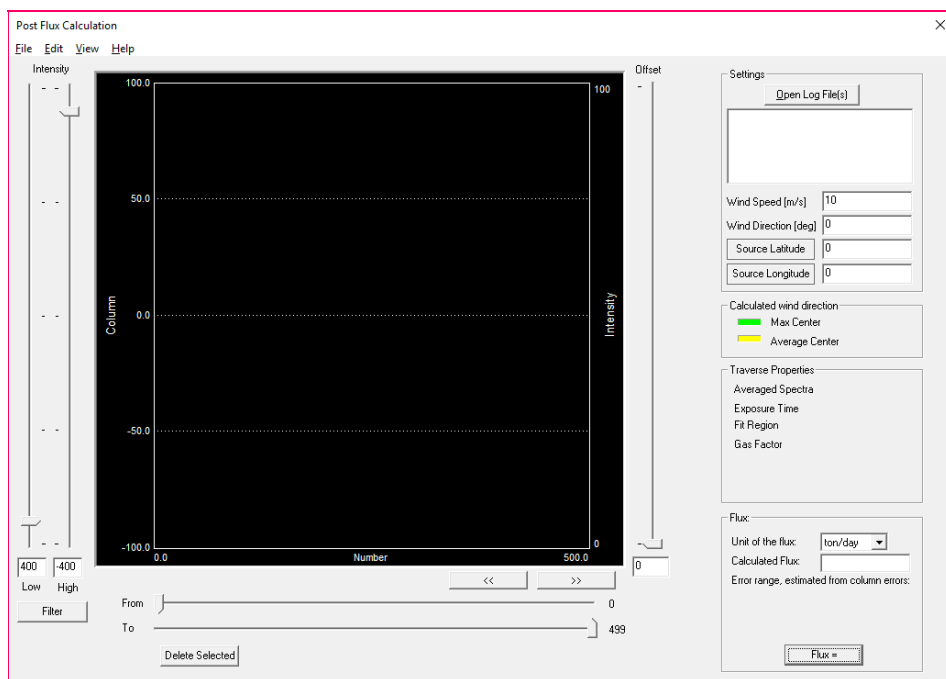 Post Flux Calculation
File Edit View Help
Intensity
Offset
100.0
50.0
0.0
-50.0
-100.0
Column
0.0
Number
500.0
100
Intensity
0
400
-400
Low
High
Filter
0
<<
>>
From
0
To
499
Delete Selected
Settings
Open Log File(s)
Wind Speed [m/s]
10
Wind Direction [deg]
0
Source Latitude
0
Source Longitude
0
Calculated wind direction
Max Center
Average Center
Traverse Properties
Averaged Spectra
Exposure Time
Fit Region
Gas Factor
Flux:
Unit of the flux:
ton/day
Calculated Flux:
Error range, estimated from column errors:
Flux =